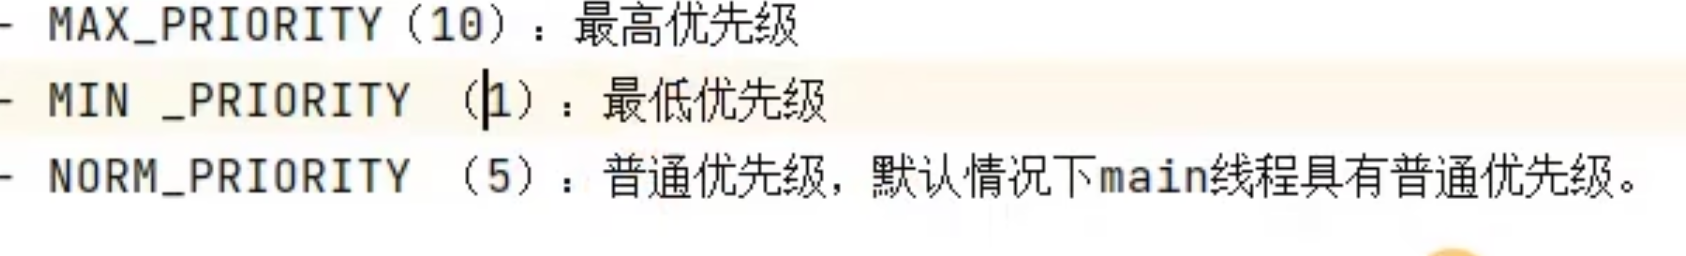 - MAX_PRIORITY（10）：最高优先级
- MIN _PRIORITY （1）：最低优先级
- NORM_PRIORITY （5）：普通优先级，默认情况下main线程具有普通优先级。